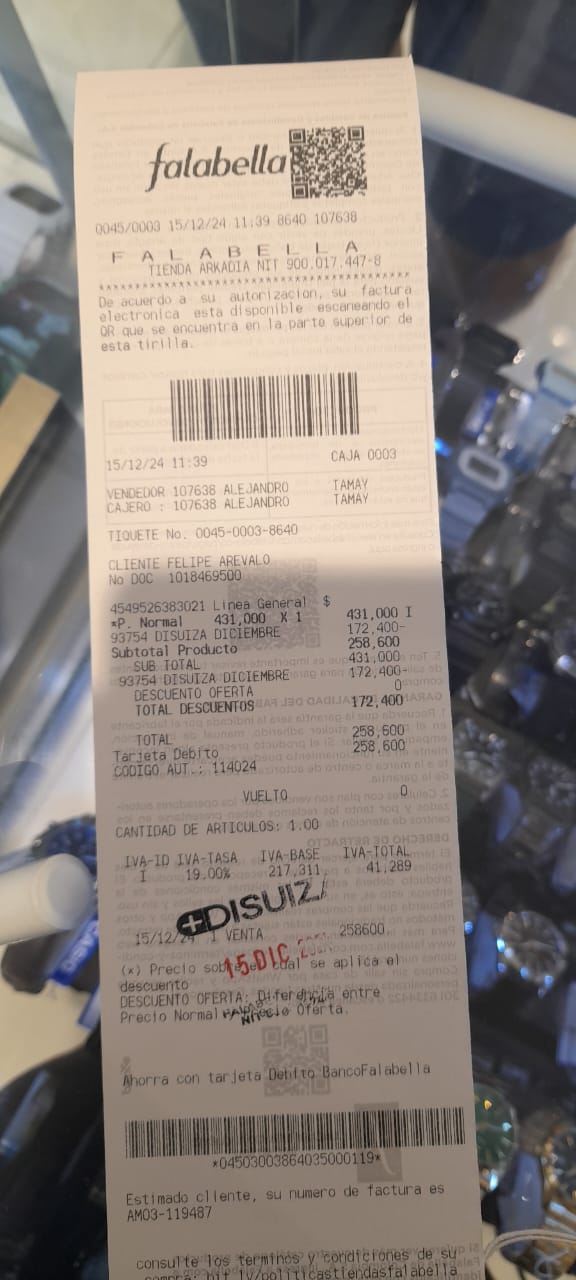 falabella
0045/0003 15/12/24 11:39 8640 107638
F A L A B E L L A
TIENDA ARKADIA NIT 900.017.447-8
****************************************
De acuerdo a su autorizacion, su factura
electronica esta disponible escaneando el
QR que se encuentra en la parte superior de
esta tirilla.
15/12/24 11:39 CAJA 0003
VENDEDOR 107638 ALEJANDRO TAMAY
CAJERO : 107638 ALEJANDRO TAMAY
TIQUETE No. 0045-0003-8640
CLIENTE FELIPE AREVALO
No DOC 1018469500
4549526383021 Linea General $
*P. Normal 431,000 X 1 431,000 I
93754 DISUIZA DICIEMBRE 172,400-
Subtotal Producto 258,600
SUB TOTAL 431,000
93754 DISUIZA DICIEMBRE 172,400-
DESCUENTO OFERTA 0
TOTAL DESCUENTOS 172,400
TOTAL 258,600
Tarjeta Debito 258,600
CODIGO AUT.: 114024
VUELTO 0
CANTIDAD DE ARTICULOS: 1.00
IVA-ID IVA-TASA IVA-BASE IVA-TOTAL
I 19.00% 217,311 41,289
DISUIZ
15/12/24 1 VENTA 258600
15 DIC
(*) Precio sobre el cual se aplica el
descuento
DESCUENTO OFERTA: Diferencia entre
Precio Normal y Precio Oferta.
Ahorra con tarjeta Debito BancoFalabella
*04503003864035000119*
Estimado cliente, su numero de factura es
AMO3-119487
consulte los terminos y condiciones de su